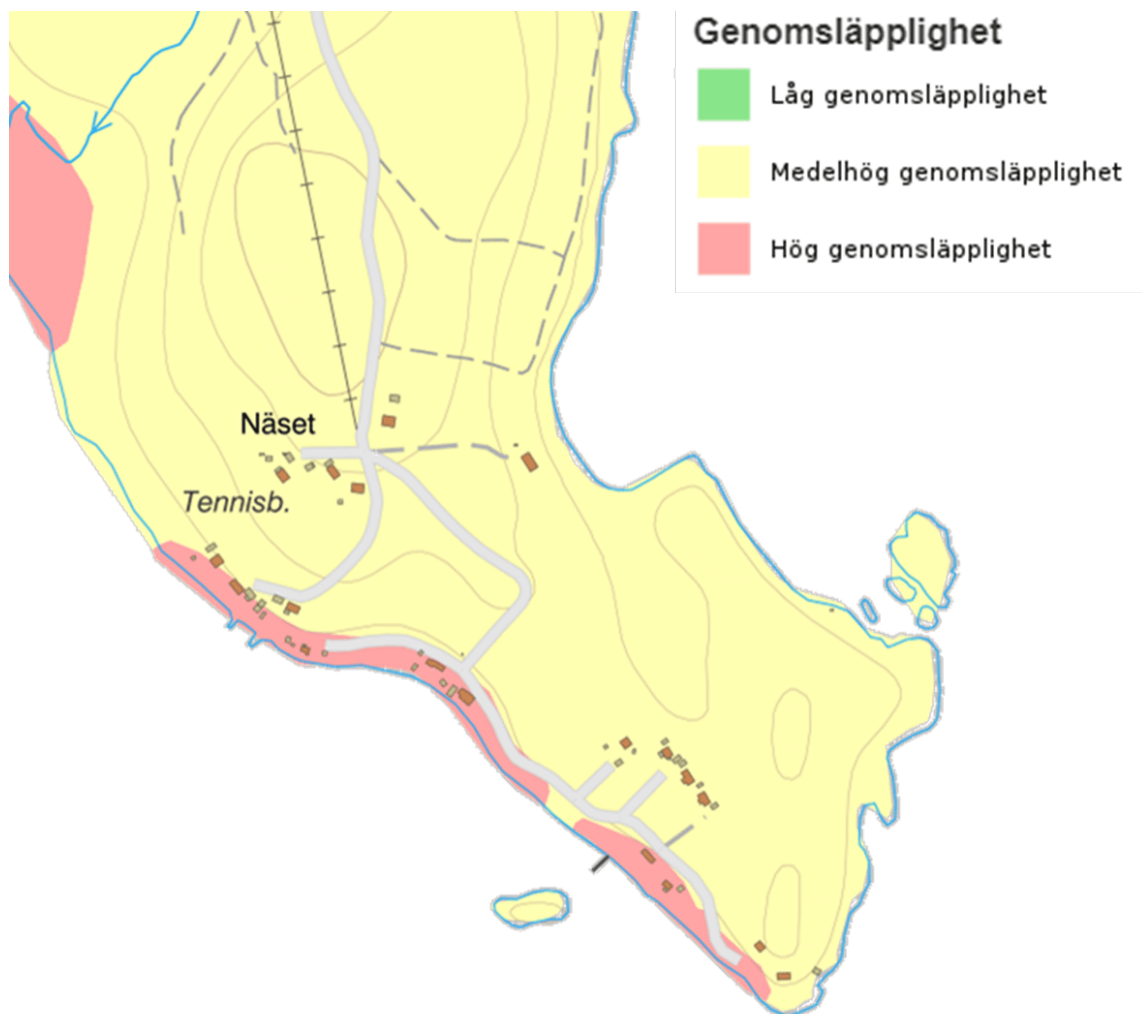 Genomsläpplighet
Låg genomsläpplighet
Medelhög genomsläpplighet
Hög genomsläpplighet
Näset
Tennisb.